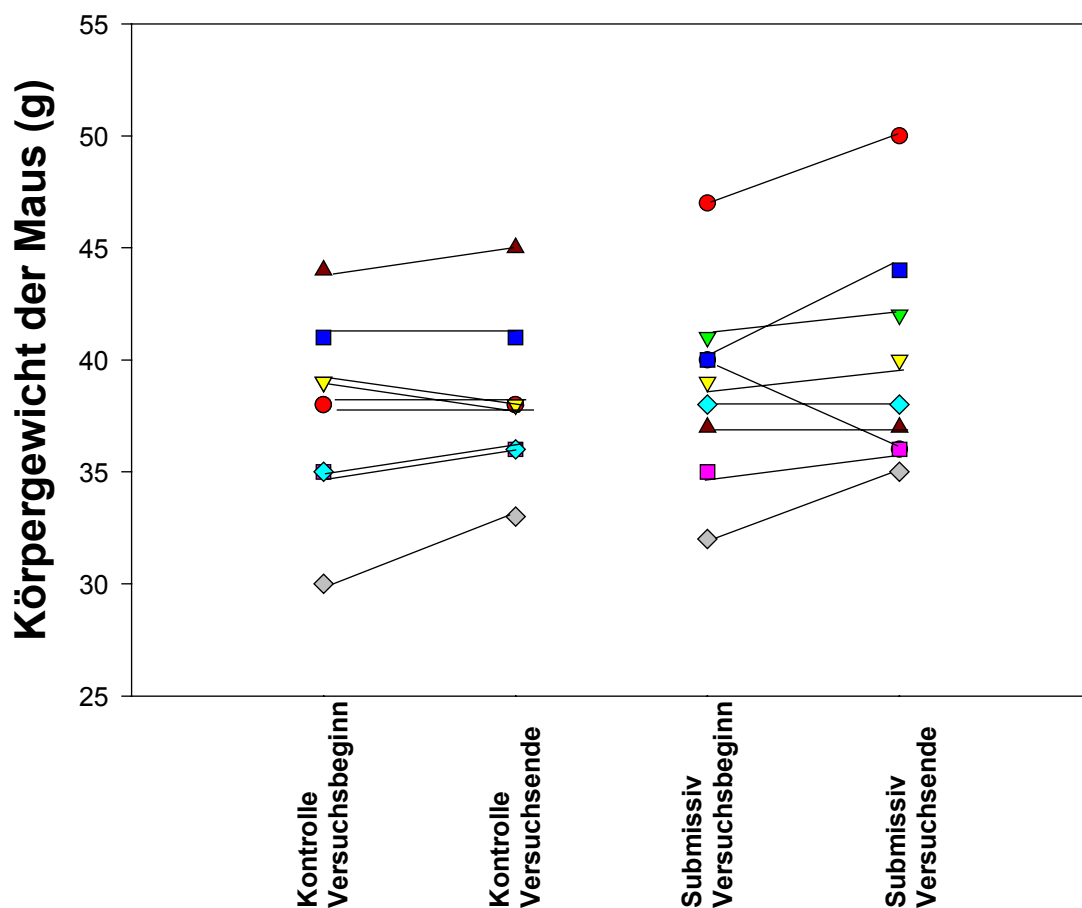 Körpergewicht der Maus (g)
55
50
45
40
35
30
25
Kontrolle
Versuchsbeginn
Kontrolle
Versuchsende
Submissiv
Versuchsbeginn
Submissiv
Versuchsende